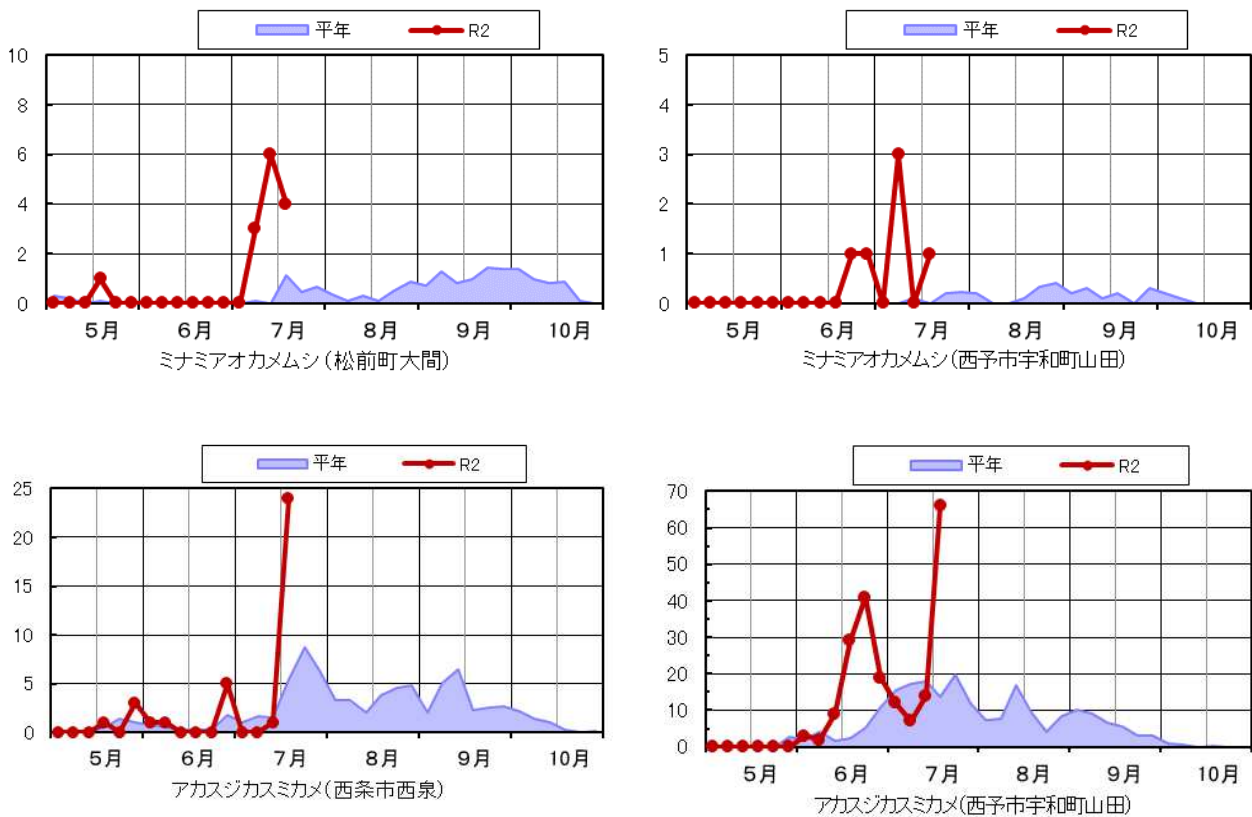 平年 R2
10
8
6
4
2
0
5月 6月 7月 8月 9月 10月
ミナミアオカメムシ(松前町大間)
平年 R2
5
4
3
2
1
0
5月 6月 7月 8月 9月 10月
ミナミアオカメムシ(西予市宇和町山田)
平年 R2
25
20
15
10
5
0
5月 6月 7月 8月 9月 10月
アカスジカスミカメ(西条市西泉)
平年 R2
70
60
50
40
30
20
10
0
5月 6月 7月 8月 9月 10月
アカスジカスミカメ(西予市宇和町山田)